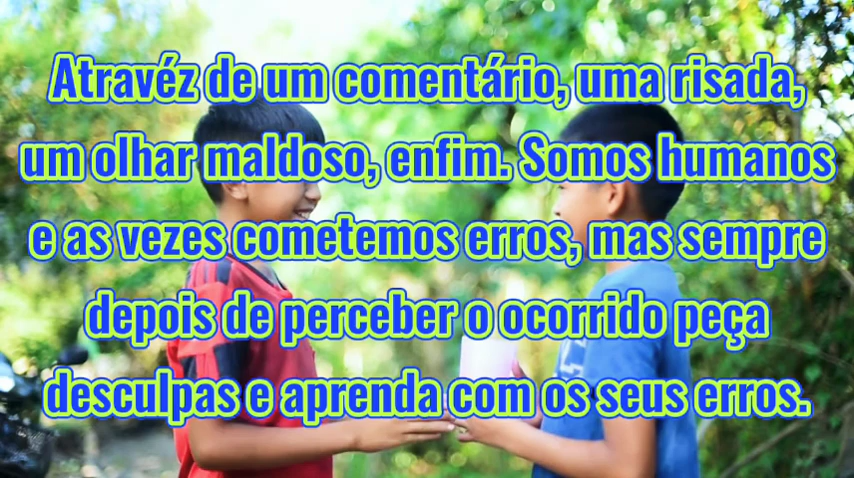 Atravéz de um comentário, uma risada,
um olhar maldoso, enfim. Somos humanos
e as vezes cometemos erros, mas sempre
depois de perceber o ocorrido peça
desculpas e aprenda com os seus erros.